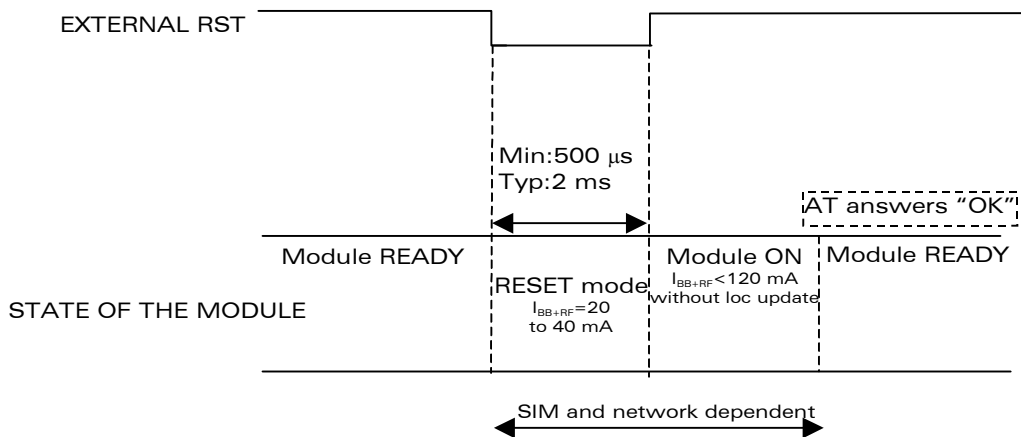 EXTERNAL RST
Min:500 μs
Typ:2 ms
AT answers “OK”
Module READY
Module ON
Module READY
I_BB+RF<120 mA
without loc update
RESET mode
I_BB+RF=20
to 40 mA
STATE OF THE MODULE
SIM and network dependent